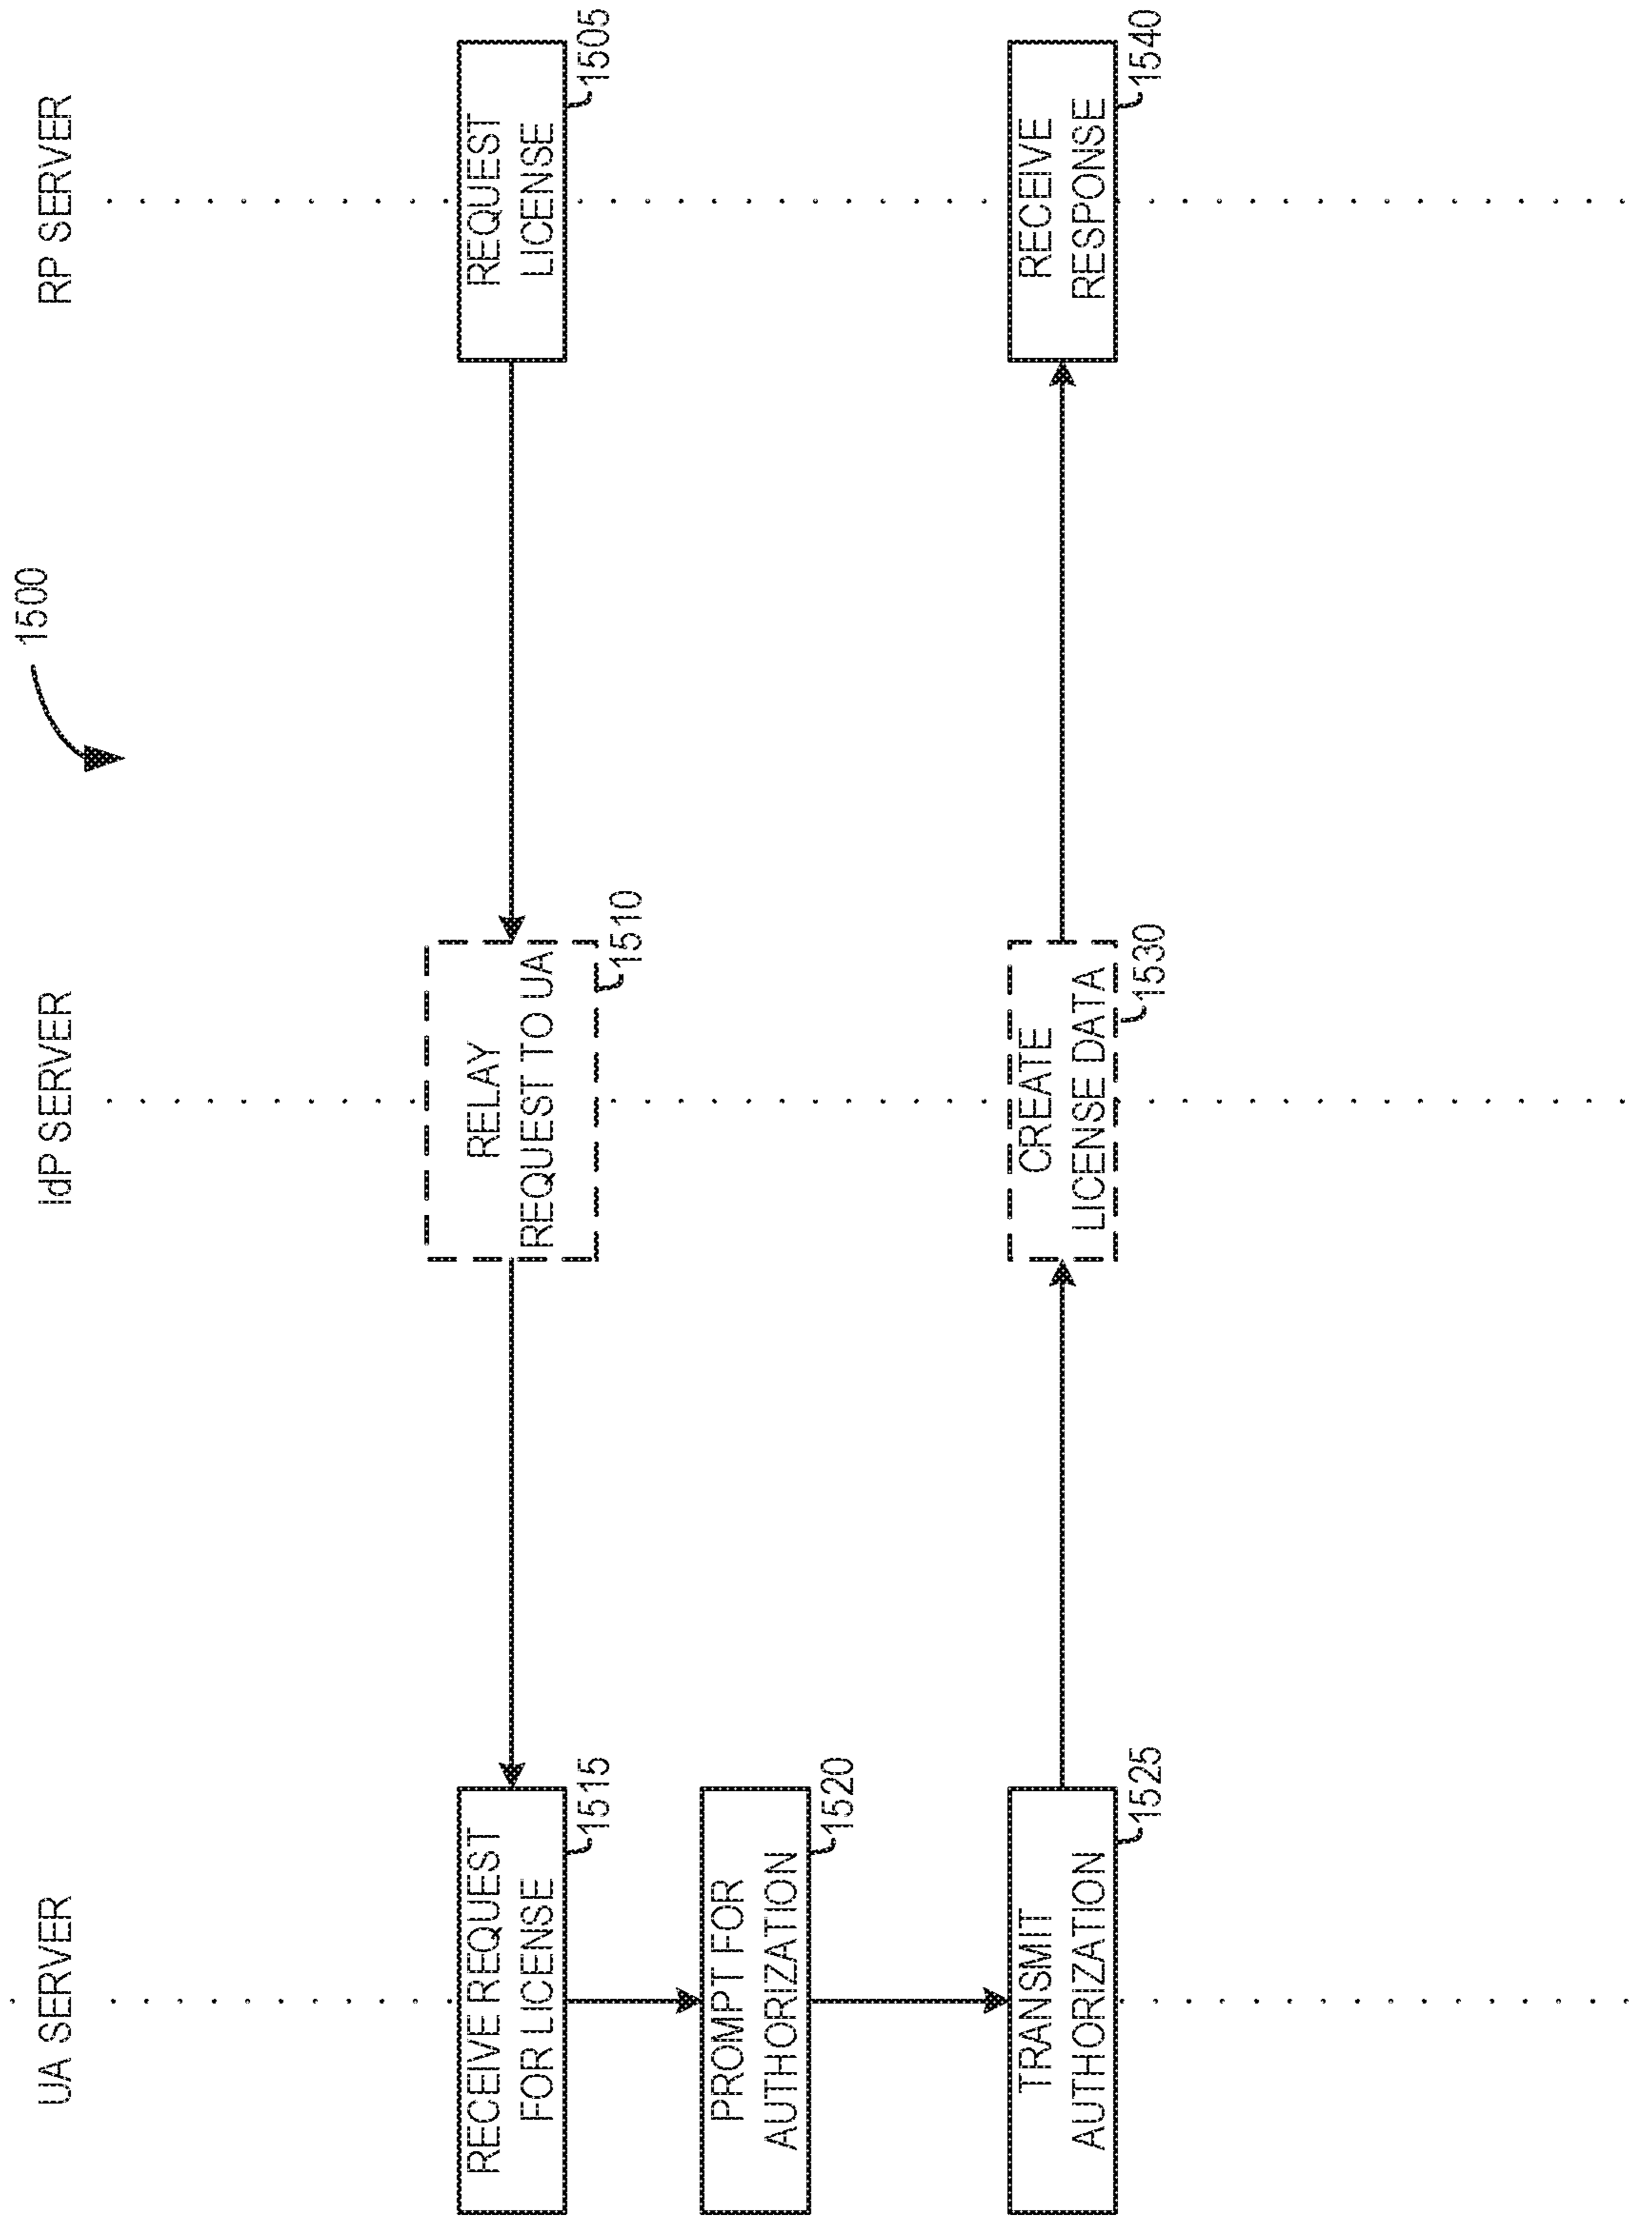 1500
UA SERVER
IdP SERVER
RP SERVER
RECEIVE REQUEST
FOR LICENSE
1515
RELAY
REQUEST TO UA
1510
REQUEST
LICENSE
1505
PROMPT FOR
AUTHORIZATION
1520
TRANSMIT
AUTHORIZATION
1525
CREATE
LICENSE DATA
1530
RECEIVE
RESPONSE
1540